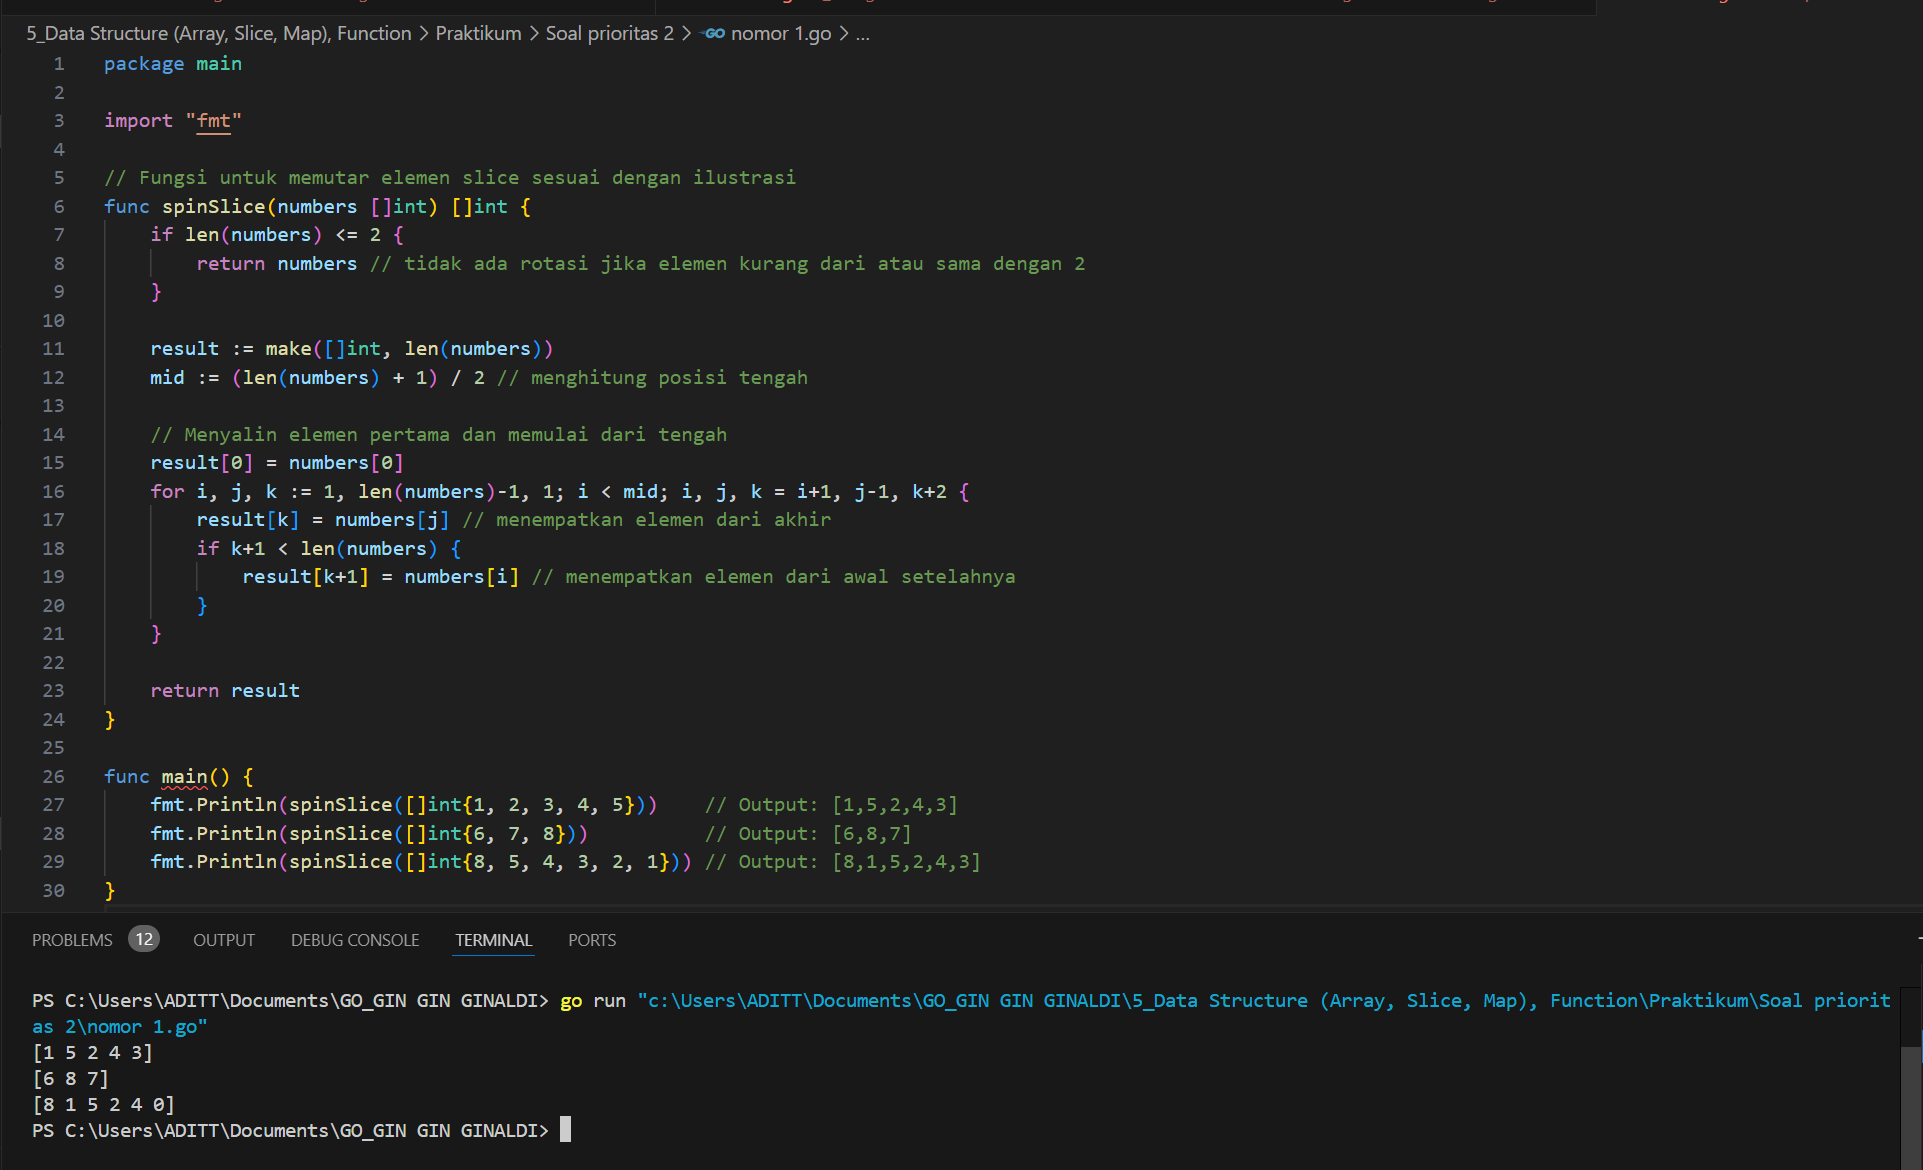 5_Data Structure (Array, Slice, Map), Function > Praktikum > Soal prioritas 2 > GO nomor 1.go > ...
1 package main
2
3 import "fmt"
4
5 // Fungsi untuk memutar elemen slice sesuai dengan ilustrasi
6 func spinSlice(numbers []int) []int {
7     if len(numbers) <= 2 {
8         return numbers // tidak ada rotasi jika elemen kurang dari atau sama dengan 2
9     }
10
11     result := make([]int, len(numbers))
12     mid := (len(numbers) + 1) / 2 // menghitung posisi tengah
13
14     // Menyalin elemen pertama dan memulai dari tengah
15     result[0] = numbers[0]
16     for i, j, k := 1, len(numbers)-1, 1; i < mid; i, j, k = i+1, j-1, k+2 {
17         result[k] = numbers[j] // menempatkan elemen dari akhir
18         if k+1 < len(numbers) {
19             result[k+1] = numbers[i] // menempatkan elemen dari awal setelahnya
20         }
21     }
22
23     return result
24 }
25
26 func main() {
27     fmt.Println(spinSlice([]int{1, 2, 3, 4, 5}))    // Output: [1,5,2,4,3]
28     fmt.Println(spinSlice([]int{6, 7, 8}))          // Output: [6,8,7]
29     fmt.Println(spinSlice([]int{8, 5, 4, 3, 2, 1})) // Output: [8,1,5,2,4,3]
30 }
PROBLEMS 12 OUTPUT DEBUG CONSOLE TERMINAL PORTS
PS C:\Users\ADITT\Documents\GO_GIN GIN GINALDI> go run "c:\Users\ADITT\Documents\GO_GIN GIN GINALDI\5_Data Structure (Array, Slice, Map), Function\Praktikum\Soal priorit
as 2\nomor 1.go"
[1 5 2 4 3]
[6 8 7]
[8 1 5 2 4 0]
PS C:\Users\ADITT\Documents\GO_GIN GIN GINALDI>